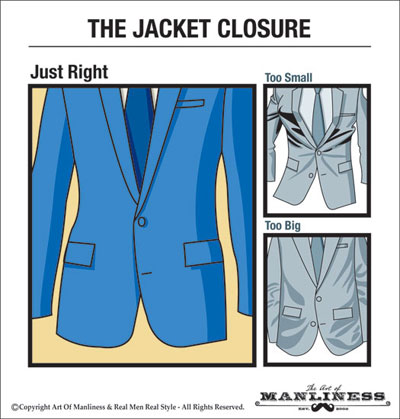 THE JACKET CLOSURE
Just Right
Too Small
Too Big
The Art of
MANLINESS
EST. 2008
©Copyright Art Of Manliness & Real Men Real Style - All Rights Reserved.